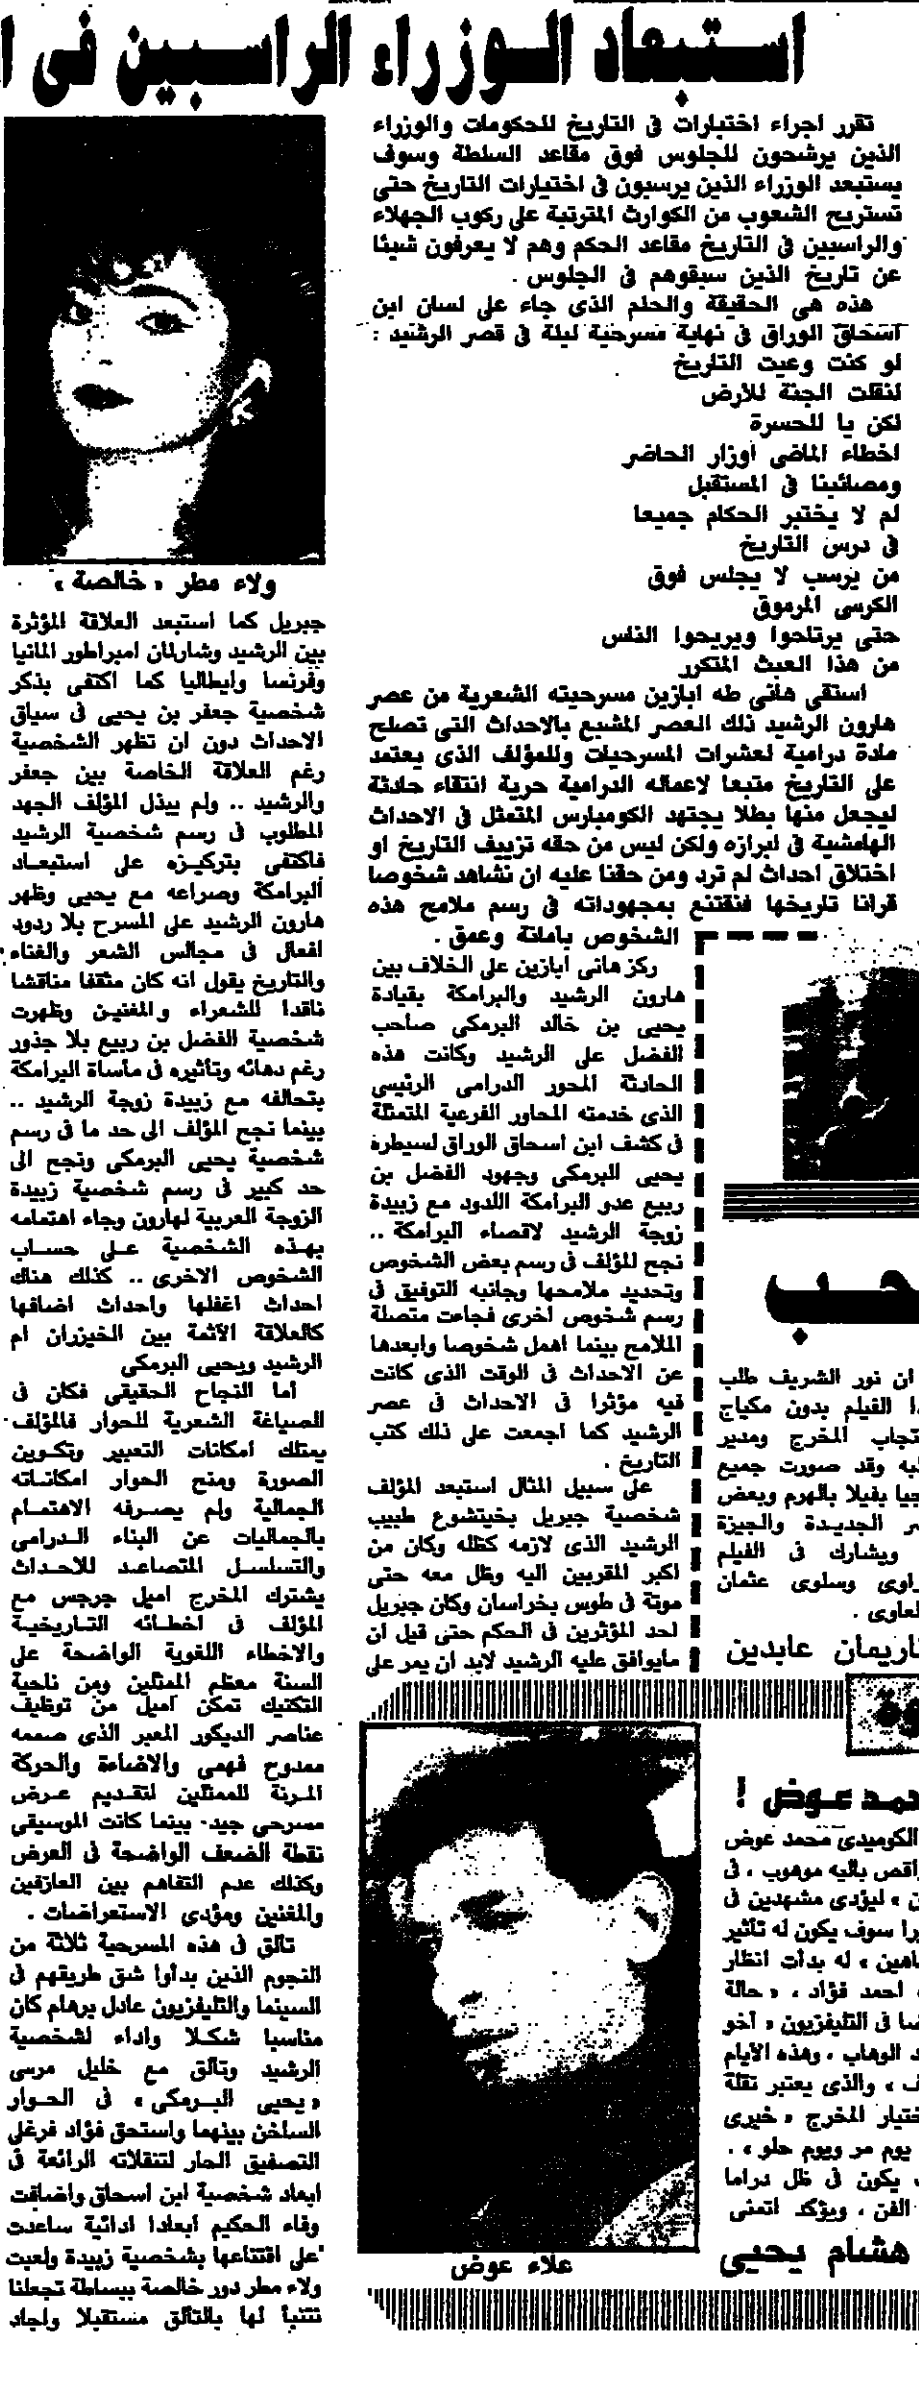 استبعاد الوزراء الراسبين فى ا
تقرر اجراء اختبارات فى التاريخ للحكومات والوزراء
الذين يرشحون للجلوس فوق مقاعد السلطة وسوف
يستبعد الوزراء الذين يرسبون فى اختبارات التاريخ حتى
تستريح الشعوب من الكوارث المترتبة على ركوب الجهلاء
والراسبين فى التاريخ مقاعد الحكم وهم لا يعرفون شيئا
عن تاريخ الذين سبقوهم فى الجلوس .
هذه هى الحقيقة والحلم الذى جاء على لسان ابن
اسحاق الوراق فى نهاية مسرحية ليلة فى قصر الرشيد :
لو كنت وعيت التاريخ
لنقلت الجنة للأرض
لكن يا للحسرة
اخطاء الماضى أوزار الحاضر
ومصائبنا فى المستقبل
لم لا يختبر الحكام جميعا
فى درس التاريخ
من يرسب لا يجلس فوق
الكرسى المرموق
حتى يرتاحوا ويريحوا الناس
من هذا العبث المتكرر
استقى هانى طه ابازين مسرحيته الشعرية من عصر
هارون الرشيد ذلك العصر المشبع بالاحداث التى تصلح
مادة درامية لعشرات المسرحيات وللمؤلف الذى يعتمد
على التاريخ متبعا لاعماله الدرامية حرية انتقاء حادثة
ليجعل منها بطلا يجتهد الكومبارس المتمثل فى الاحداث
الهامشية فى ابرازه ولكن ليس من حقه تزييف التاريخ او
اختلاق احداث لم ترد ومن حقنا عليه ان نشاهد شخوصا
قرانا تاريخها فنقتنع بمجهوداته فى رسم ملامح هذه
الشخوص بامانة وعمق .
ركز هانى أبازين على الخلاف بين
هارون الرشيد والبرامكة بقيادة
يحيى بن خالد البرمكى صاحب
الفضل على الرشيد وكانت هذه
الحادثة المحور الدرامى الرئيسى
الذى خدمته المحاور الفرعية المتمثلة
فى كشف ابن اسحاق الوراق لسيطرة
يحيى البرمكى وجهود الفضل بن
ربيع عدو البرامكة اللدود مع زبيدة
زوجة الرشيد لاقصاء البرامكة ..
نجح المؤلف فى رسم بعض الشخوص
وتحديد ملامحها وجانبه التوفيق فى
رسم شخوص اخرى فجاءت متصلة
الملامح بينما اهمل شخوصا وابعدها
عن الاحداث فى الوقت الذى كانت
فيه مؤثرا فى الاحداث فى عصر
الرشيد كما اجمعت على ذلك كتب
التاريخ .
على سبيل المثال استبعد المؤلف
شخصية جبريل بخيتشوع طبيب
الرشيد الذى لازمه كظله وكان من
اكبر المقربين اليه وظل معه حتى
موتة فى طوس بخراسان وكان جبريل
احد المؤثرين فى الحكم حتى قيل ان
مايوافق عليه الرشيد لابد ان يمر على
ولاء مطر « خالصة »
جبريل كما استبعد العلاقة المؤثرة
بين الرشيد وشارلمان امبراطور المانيا
وفرنسا وايطاليا كما اكتفى بذكر
شخصية جعفر بن يحيى فى سياق
الاحداث دون ان تظهر الشخصية
رغم العلاقة الخاصة بين جعفر
والرشيد .. ولم يبذل المؤلف الجهد
المطلوب فى رسم شخصية الرشيد
فاكتفى بتركيزه على استبعاد
البرامكة وصراعه مع يحيى وظهر
هارون الرشيد على المسرح بلا ردود
افعال فى مجالس الشعر والغناء
والتاريخ يقول انه كان مثقفا مناقشا
ناقدا للشعراء والمغنين وظهرت
شخصية الفضل بن ربيع بلا جذور
رغم دهائه وتأثيره فى مأساة البرامكة
بتحالفه مع زبيدة زوجة الرشيد ..
بينما نجح المؤلف الى حد ما فى رسم
شخصية يحيى البرمكى ونجح الى
حد كبير فى رسم شخصية زبيدة
الزوجة العربية لهارون وجاء اهتمامه
بهذه الشخصية على حساب
الشخوص الاخرى .. كذلك هناك
احداث اغفلها واحداث اضافها
كالعلاقة الآثمة بين الخيزران ام
الرشيد ويحيى البرمكى
أما النجاح الحقيقى فكان فى
الصياغة الشعرية للحوار فالمؤلف
يمتلك امكانات التعبير وتكوين
الصورة ومنح الحوار امكاناته
الجمالية ولم يصرفه الاهتمام
بالجماليات عن البناء الدرامى
والتسلسل المتصاعد للاحداث
يشترك المخرج اميل جرجس مع
المؤلف فى اخطائه التاريخية
والاخطاء اللغوية الواضحة على
السنة معظم الممثلين ومن ناحية
التكنيك تمكن اميل من توظيف
عناصر الديكور المعبر الذى صممه
ممدوح فهمى والاضاءة والحركة
المرنة للممثلين لتقديم عرض
مسرحى جيد . بينما كانت الموسيقى
نقطة الضعف الواضحة فى العرض
وكذلك عدم التفاهم بين العازفين
والمغنين ومؤدى الاستعراضات .
تألق فى هذه المسرحية ثلاثة من
النجوم الذين بدأوا شق طريقهم فى
السينما والتليفزيون عادل برهام كان
مناسبا شكلا واداء لشخصية
الرشيد وتألق مع خليل مرسى
« يحيى البرمكى » فى الحوار
الساخن بينهما واستحق فؤاد فرغلى
التصفيق الحار لتنقلاته الرائعة فى
ابعاد شخصية ابن اسحاق واضافت
وفاء الحكيم أبعادا ادائية ساعدت
على اقتناعها بشخصية زبيدة ولعبت
ولاء مطر دور خالصة ببساطة تجعلنا
نتنبأ لها بالتألق مستقبلا واجاد
حب
ان نور الشريف طلب
ا الفيلم بدون مكياج
تجاب المخرج ومدير
ليه وقد صورت جميع
جيا بفيلا بالهرم وبعض
ر الجديدة والجيزة
ويشارك فى الفيلم
راوى وسلوى عثمان
لعاوى .
ناريمان عابدين
حمد عوض !
الكوميدى محمد عوض
راقص باليه موهوب ، فى
ن » ليؤدى مشهدين فى
يرا سوف يكون له تأثير
اهين » له بدأت انظار
احمد فؤاد ، « حالة
ضا فى التليفزيون « أخو
د الوهاب ، وهذه الأيام
ف » والذى يعتبر نقلة
ختيار المخرج « خيرى
يوم مر ويوم حلو » .
يكون فى ظل دراما
الفن ، ويؤكد اتمنى
هشام يحيى
علاء عوض